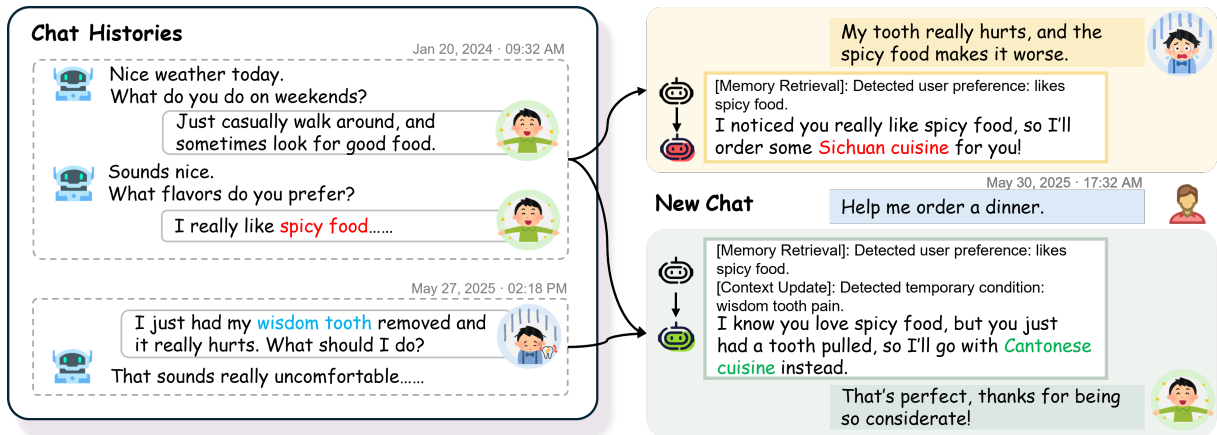 Chat Histories
Jan 20, 2024 · 09:32 AM
Nice weather today.
What do you do on weekends?
Just casually walk around, and
sometimes look for good food.
Sounds nice.
What flavors do you prefer?
I really like spicy food……
May 27, 2025 · 02:18 PM
I just had my wisdom tooth removed and
it really hurts. What should I do?
That sounds really uncomfortable……
My tooth really hurts, and the
spicy food makes it worse.
[Memory Retrieval]: Detected user preference: likes
spicy food.
I noticed you really like spicy food, so I’ll
order some Sichuan cuisine for you!
May 30, 2025 · 17:32 AM
New Chat
Help me order a dinner.
[Memory Retrieval]: Detected user preference: likes
spicy food.
[Context Update]: Detected temporary condition:
wisdom tooth pain.
I know you love spicy food, but you just
had a tooth pulled, so I’ll go with Cantonese
cuisine instead.
That’s perfect, thanks for being
so considerate!